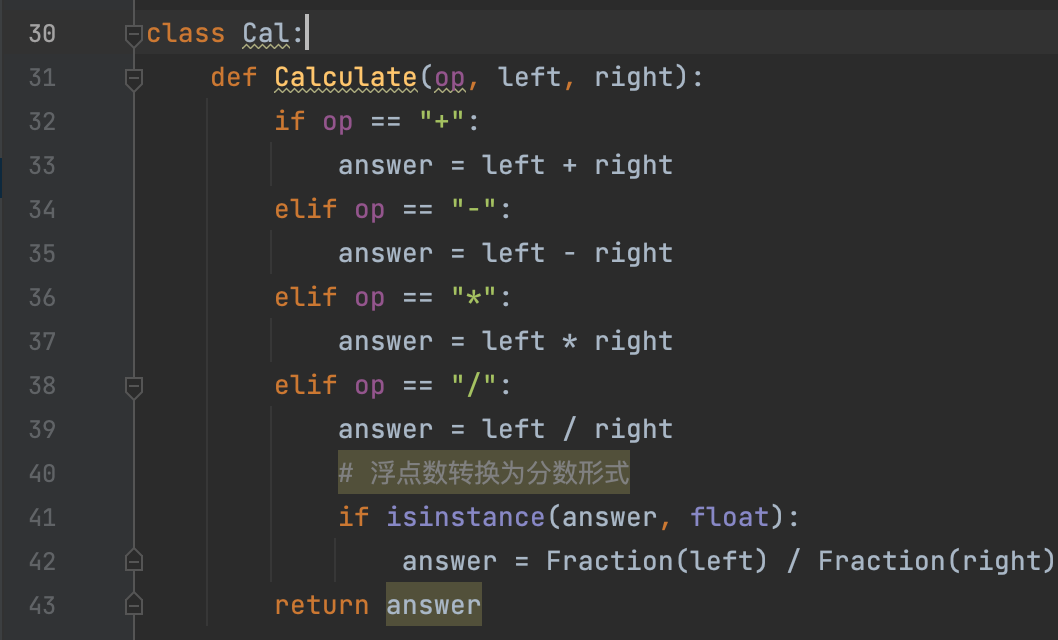 30 class Cal:
31 def Calculate(op, left, right):
32 if op == "+":
33 answer = left + right
34 elif op == "-":
35 answer = left - right
36 elif op == "*":
37 answer = left * right
38 elif op == "/":
39 answer = left / right
40 # 浮点数转换为分数形式
41 if isinstance(answer, float):
42 answer = Fraction(left) / Fraction(right)
43 return answer